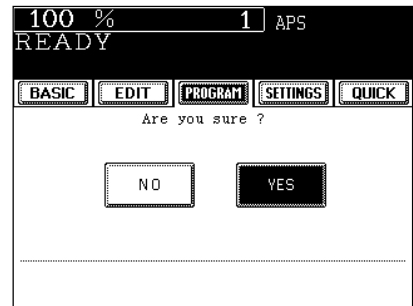 100 % 1 APS
READY
BASIC EDIT PROGRAM SETTINGS QUICK
Are you sure ?
NO YES